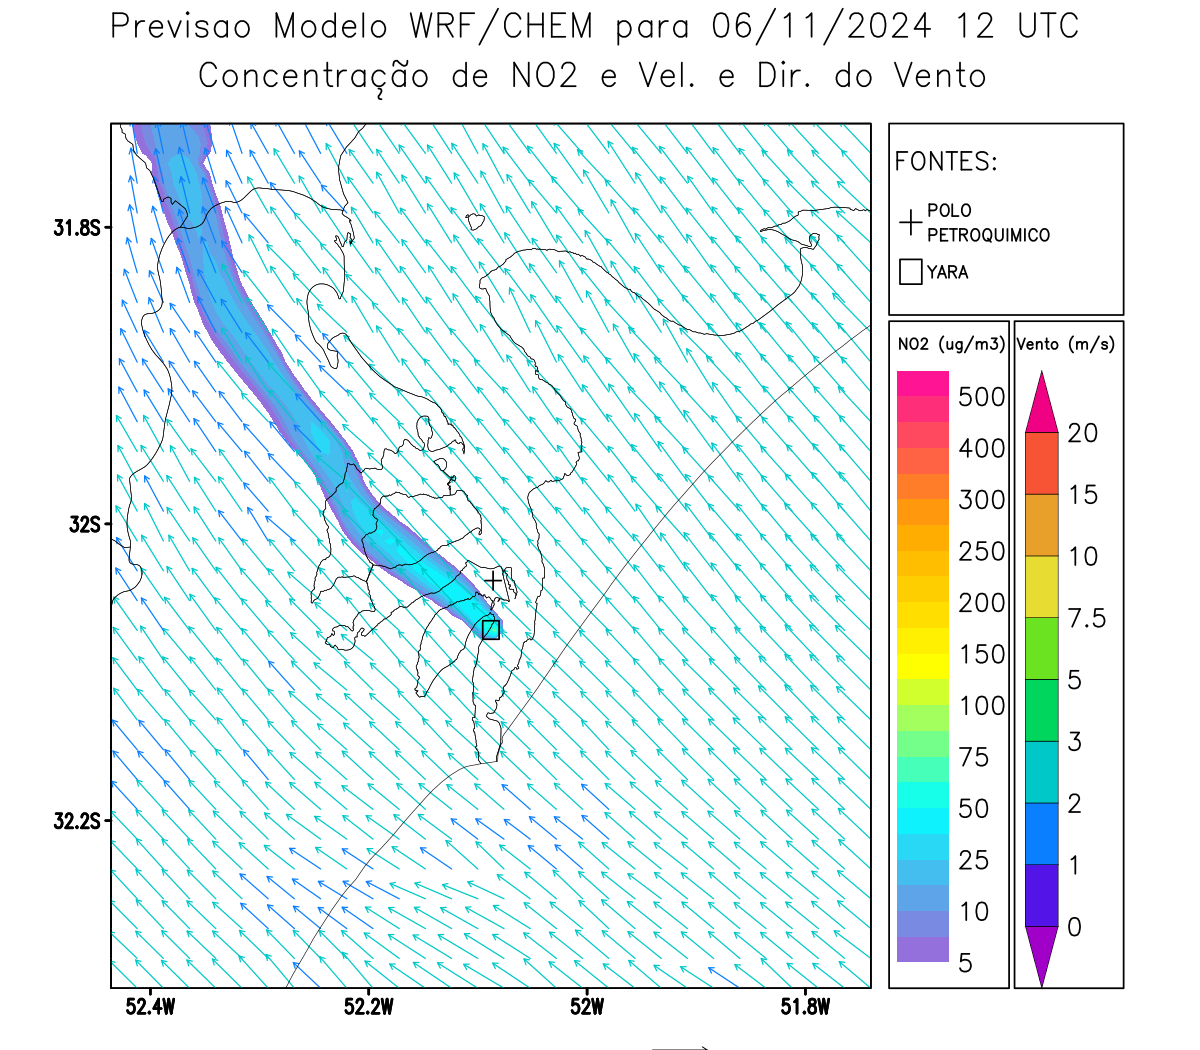 Previsao Modelo WRF/CHEM para 06/11/2024 12 UTC
Concentração de NO2 e Vel. e Dir. do Vento
FONTES:
POLO
PETROQUIMICO
YARA
NO2 (ug/m3)
500
400
300
250
200
150
100
75
50
25
10
5
Vento (m/s)
20
15
10
7.5
5
3
2
1
0
31.8S
32S
32.2S
52.4W
52.2W
52W
51.8W